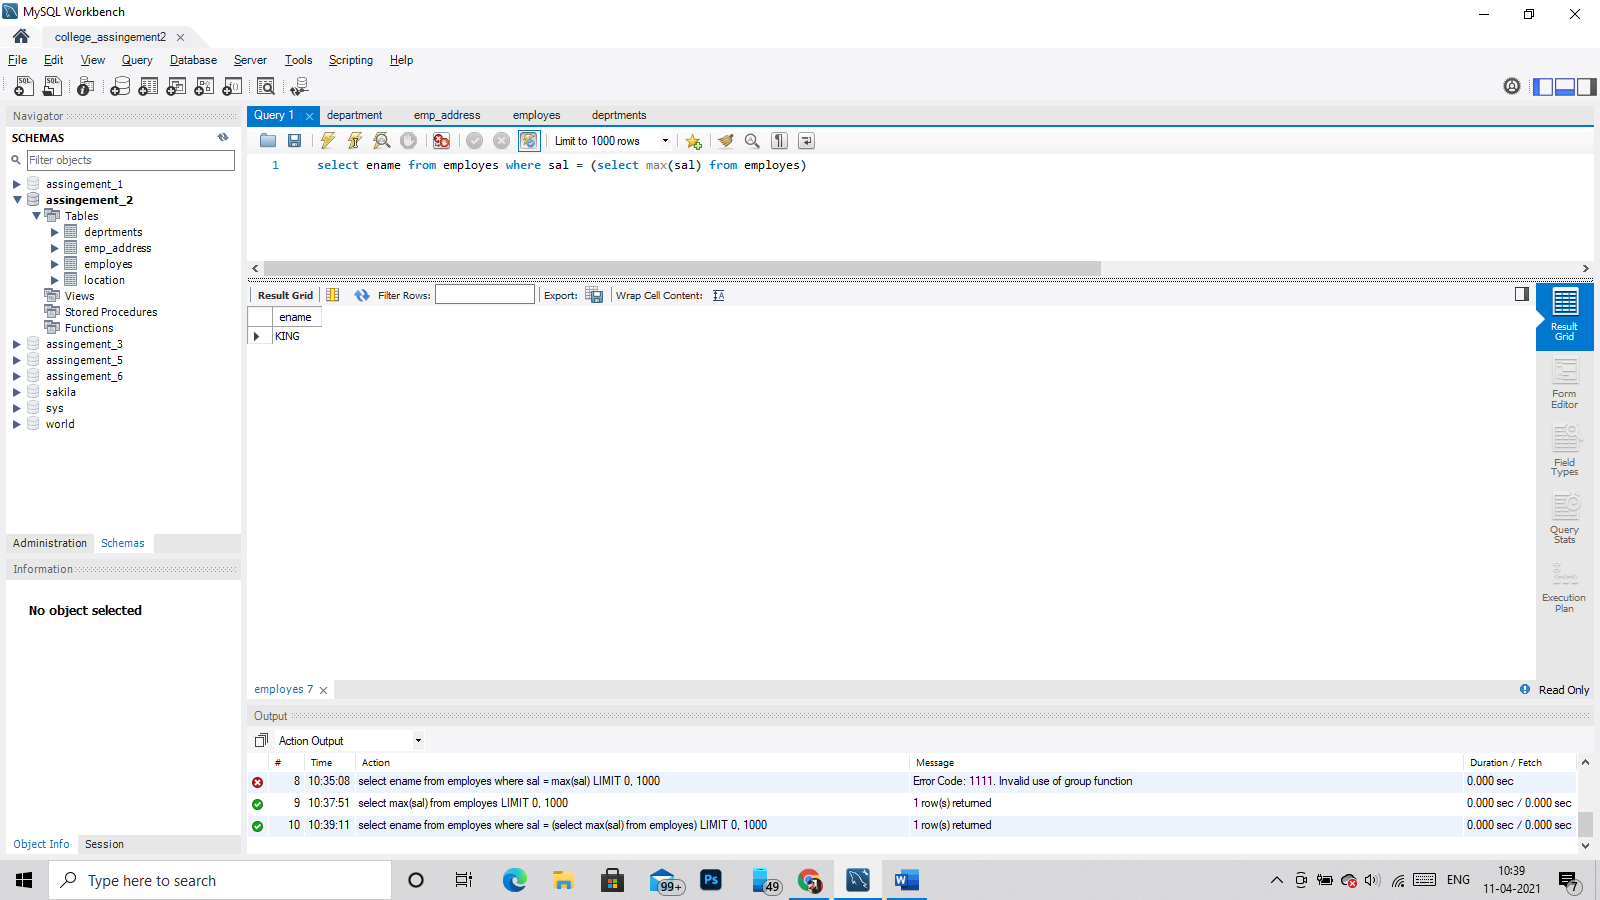 MySQL Workbench
college_assingement2
File Edit View Query Database Server Tools Scripting Help
Navigator
SCHEMAS
Filter objects
assingement_1
assingement_2
Tables
deprtments
emp_address
employes
location
Views
Stored Procedures
Functions
assingement_3
assingement_5
assingement_6
sakila
sys
world
Administration Schemas
Information
No object selected
Object Info Session
Query 1 department emp_address employes deprtments
Limit to 1000 rows
1 select ename from employes where sal = (select max(sal) from employes)
Result Grid Filter Rows: Export: Wrap Cell Content:
ename
KING
Result
Grid
Form
Editor
Field
Types
Query
Stats
Execution
Plan
employes 7 Read Only
Output
Action Output
# Time Action Message Duration / Fetch
8 10:35:08 select ename from employes where sal = max(sal) LIMIT 0, 1000 Error Code: 1111. Invalid use of group function 0.000 sec
9 10:37:51 select max(sal) from employes LIMIT 0, 1000 1 row(s) returned 0.000 sec / 0.000 sec
10 10:39:11 select ename from employes where sal = (select max(sal) from employes) LIMIT 0, 1000 1 row(s) returned 0.000 sec / 0.000 sec
Type here to search
99+
Ps
49
ENG
10:39
11-04-2021
7